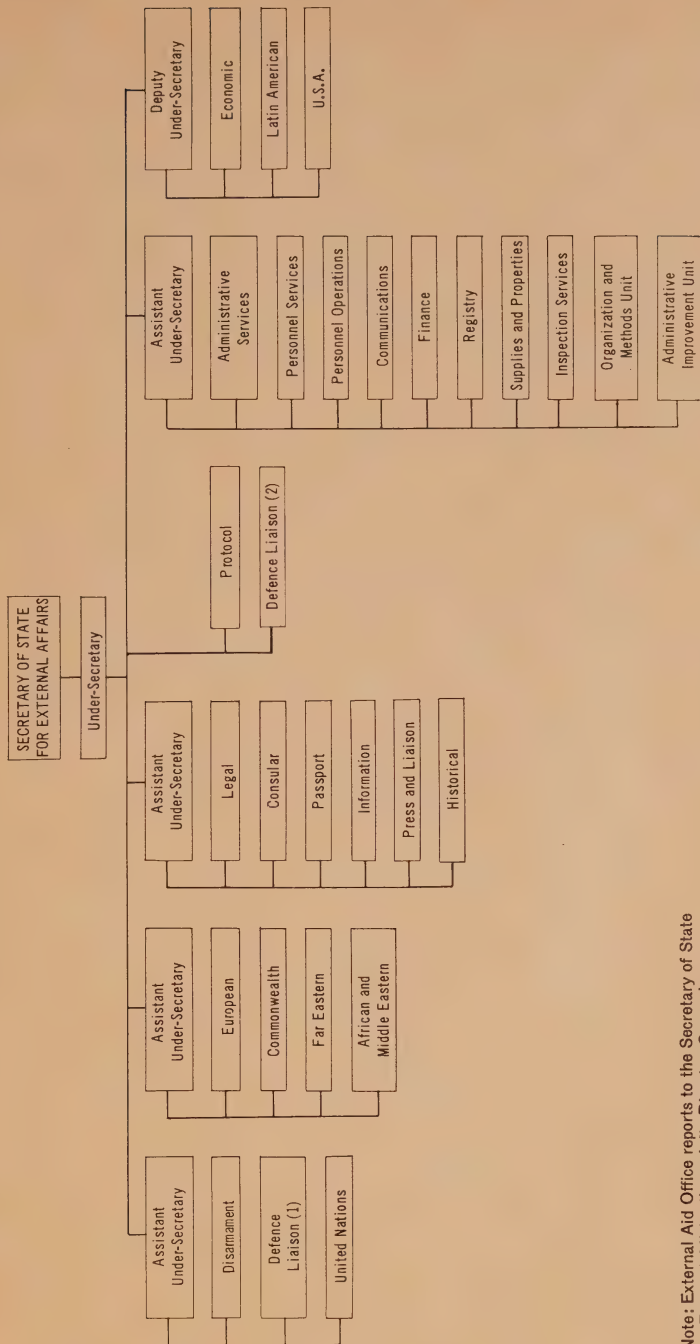 SECRETARY OF STATE
FOR EXTERNAL AFFAIRS
Under-Secretary
Assistant
Under-Secretary
Disarmament
Defence
Liaison (1)
United Nations
Assistant
Under-Secretary
European
Commonwealth
Far Eastern
African and
Middle Eastern
Assistant
Under-Secretary
Legal
Consular
Passport
Information
Press and Liaison
Historical
Protocol
Defence Liaison (2)
Assistant
Under-Secretary
Administrative
Services
Personnel Services
Personnel Operations
Communications
Finance
Registry
Supplies and Properties
Inspection Services
Organization and
Methods Unit
Administrative
Improvement Unit
Deputy
Under-Secretary
Economic
Latin American
U.S.A.
External Aid Office reports to the Secretary of State